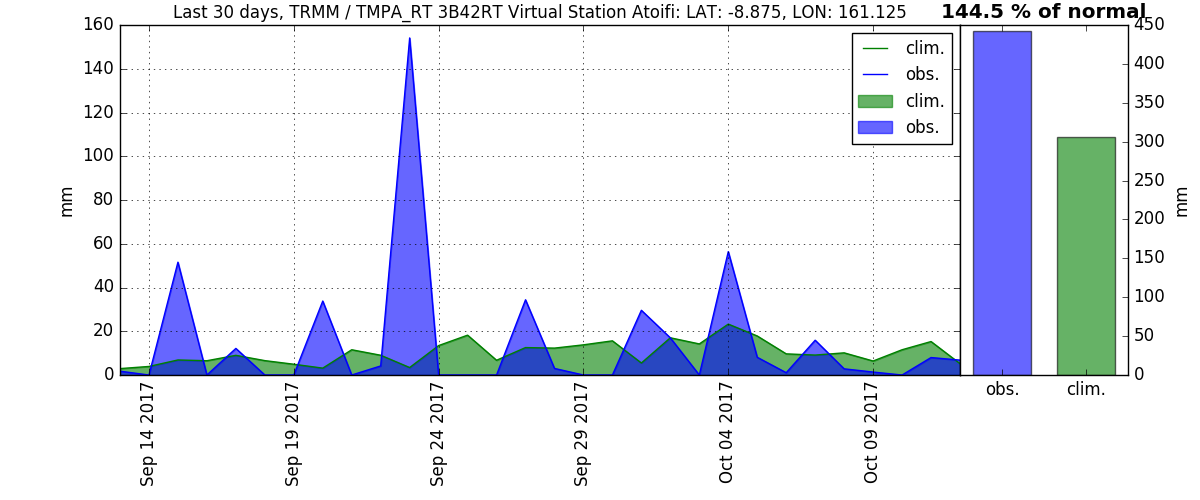 Last 30 days, TRMM / TMPA_RT 3B42RT Virtual Station Atoifi: LAT: -8.875, LON: 161.125
144.5 % of normal
160
140
120
100
80
60
40
20
0
mm
clim.
obs.
clim.
obs.
450
400
350
300
250
200
150
100
50
0
mm
Sep 14 2017
Sep 19 2017
Sep 24 2017
Sep 29 2017
Oct 04 2017
Oct 09 2017
obs.
clim.